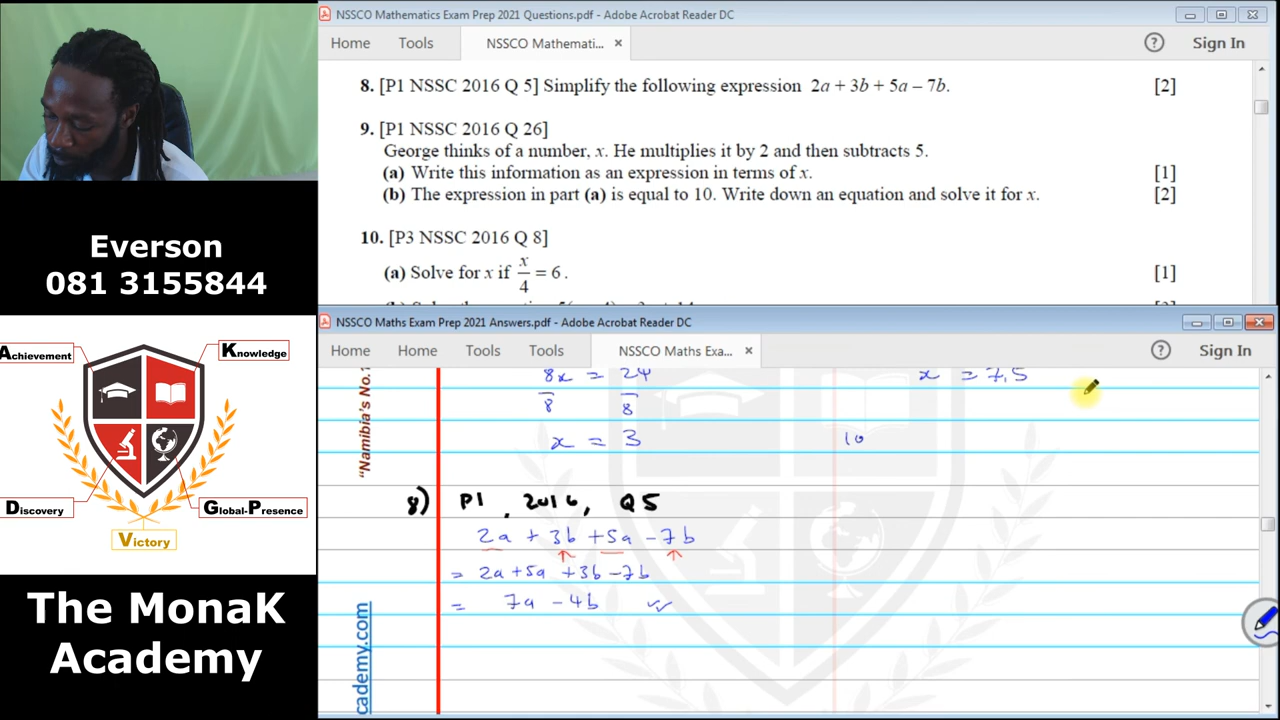 NSSCO Mathematics Exam Prep 2021 Questions.pdf - Adobe Acrobat Reader DC
Home Tools NSSCO Mathemati... × ? Sign In
8. [P1 NSSC 2016 Q 5] Simplify the following expression 2a + 3b + 5a – 7b. [2]
9. [P1 NSSC 2016 Q 26]
George thinks of a number, x. He multiplies it by 2 and then subtracts 5.
(a) Write this information as an expression in terms of x. [1]
(b) The expression in part (a) is equal to 10. Write down an equation and solve it for x. [2]
10. [P3 NSSC 2016 Q 8]
(a) Solve for x if x/4 = 6. [1]
Everson
081 3155844
Achievement
Knowledge
Discovery
Global-Presence
Victory
The MonaK
Academy
NSSCO Maths Exam Prep 2021 Answers.pdf - Adobe Acrobat Reader DC
Home Home Tools Tools NSSCO Maths Exa... × ? Sign In
"Namibia's No.1
8x = 24
8 8
x = 3
x = 7,5
10
8) P1, 2016, Q5
2a + 3b + 5a - 7b
= 2a + 5a + 3b - 7b
= 7a - 4b
cademy.com